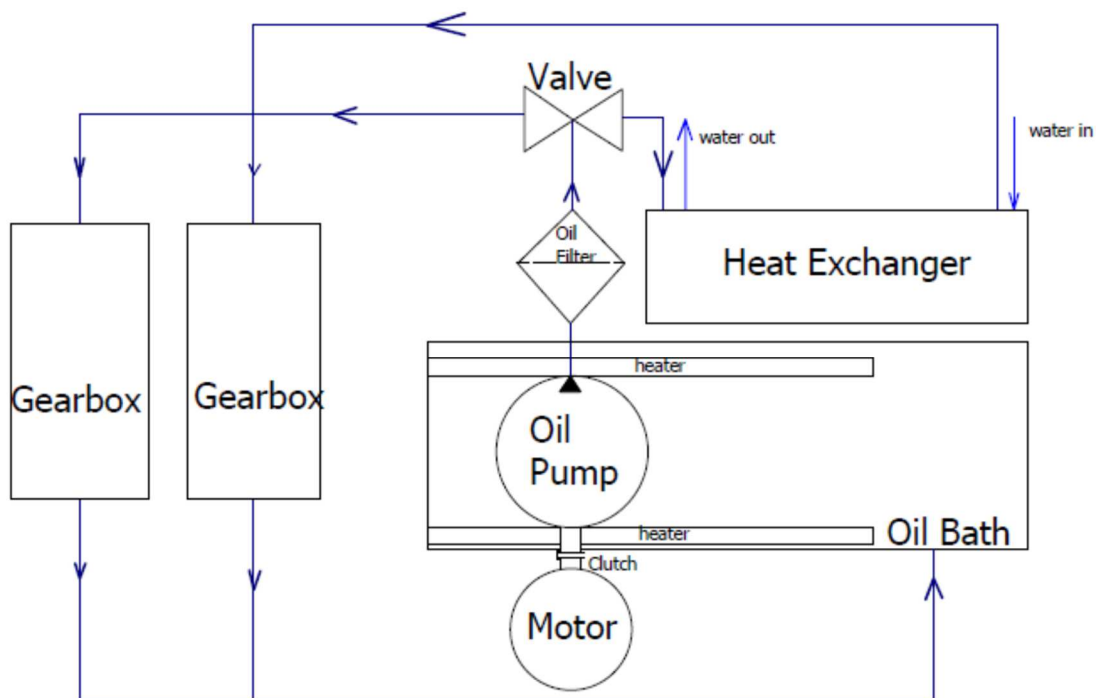 Valve
water out
water in
Oil
Filter
Heat Exchanger
heater
Gearbox
Gearbox
Oil
Pump
heater
Oil Bath
Clutch
Motor